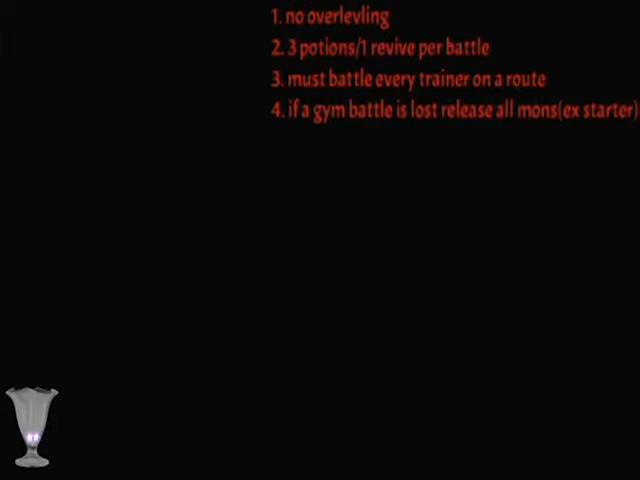 1. no overlevling
2. 3 potions/1 revive per battle
3. must battle every trainer on a route
4. if a gym battle is lost release all mons(ex starter)